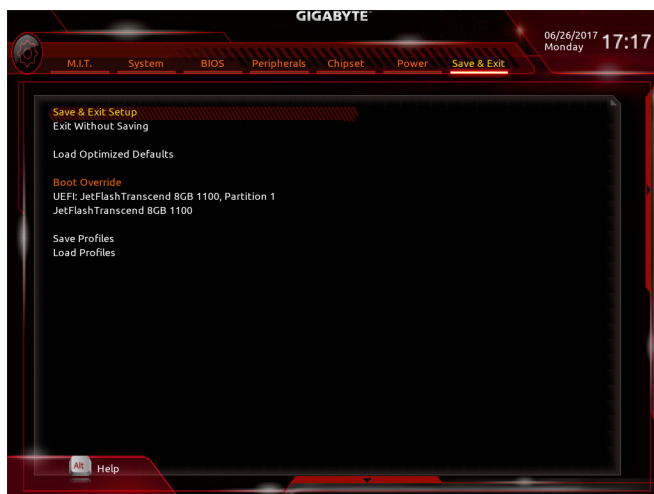 GIGABYTE™
06/26/2017
Monday
17:17
M.I.T. System BIOS Peripherals Chipset Power Save & Exit
Save & Exit Setup
Exit Without Saving
Load Optimized Defaults
Boot Override
UEFI: JetFlashTranscend 8GB 1100, Partition 1
JetFlashTranscend 8GB 1100
Save Profiles
Load Profiles
Alt Help